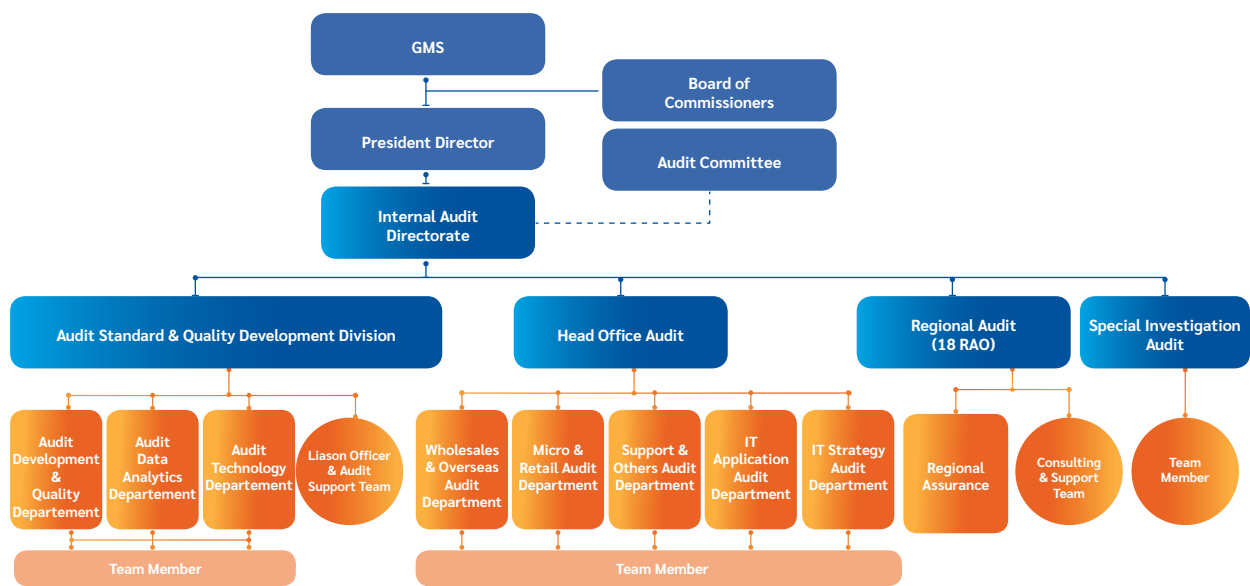 GMS
Board of
Commissioners
President Director
Audit Committee
Internal Audit
Directorate
Audit Standard & Quality Development Division
Head Office Audit
Regional Audit
(18 RAO)
Special Investigation
Audit
Audit
Development
&
Quality
Departement
Audit
Data
Analytics
Departement
Audit
Technology
Departement
Liason Officer
& Audit
Support Team
Wholesales
& Overseas
Audit
Department
Micro &
Retail Audit
Department
Support &
Others Audit
Department
IT
Application
Audit
Department
IT Strategy
Audit
Department
Regional
Assurance
Consulting
& Support
Team
Team
Member
Team Member
Team Member